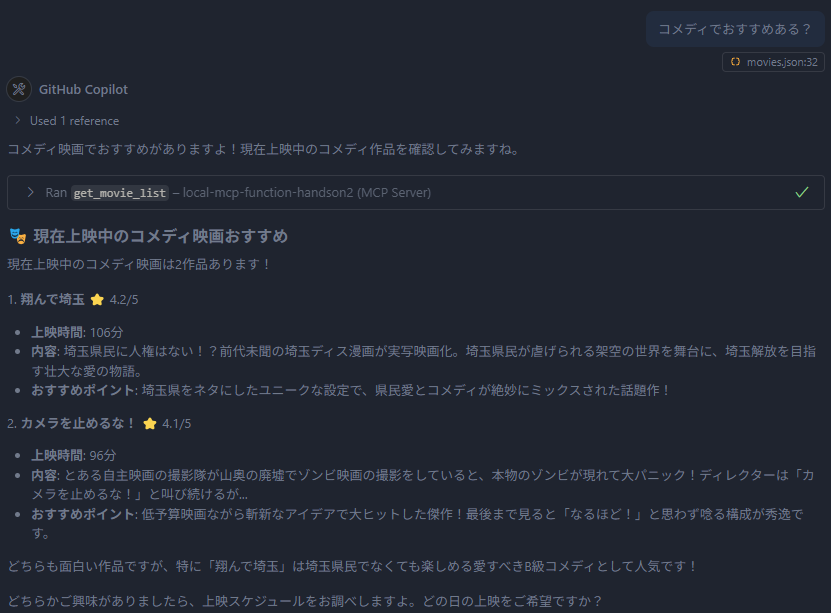 コメディでおすすめある？
movies.json:32
GitHub Copilot
Used 1 reference
コメディ映画でおすすめがありますよ！現在上映中のコメディ作品を確認してみますね。
Ran get_movie_list – local-mcp-function-handson2 (MCP Server)
🎭 現在上映中のコメディ映画おすすめ
現在上映中のコメディ映画は2作品あります！
1. 翔んで埼玉 ⭐ 4.2/5
• 上映時間: 106分
• 内容: 埼玉県民に人権はない！？前代未聞の埼玉ディス漫画が実写映画化。埼玉県民が虐げられる架空の世界を舞台に、埼玉解放を目指
す壮大な愛の物語。
• おすすめポイント: 埼玉県をネタにしたユニークな設定で、県民愛とコメディが絶妙にミックスされた話題作！
2. カメラを止めるな！ ⭐ 4.1/5
• 上映時間: 96分
• 内容: とある自主映画の撮影隊が山奥の廃墟でゾンビ映画の撮影をしていると、本物のゾンビが現れて大パニック！ディレクターは「カ
メラを止めるな！」と叫び続けるが...
• おすすめポイント: 低予算映画ながら斬新なアイデアで大ヒットした傑作！最後まで見ると「なるほど！」と思わず唸る構成が秀逸で
す。
どちらも面白い作品ですが、特に「翔んで埼玉」は埼玉県民でなくても楽しめる愛すべきB級コメディとして人気です！
どちらかご興味がありましたら、上映スケジュールをお調べしますよ。どの日の上映をご希望ですか？